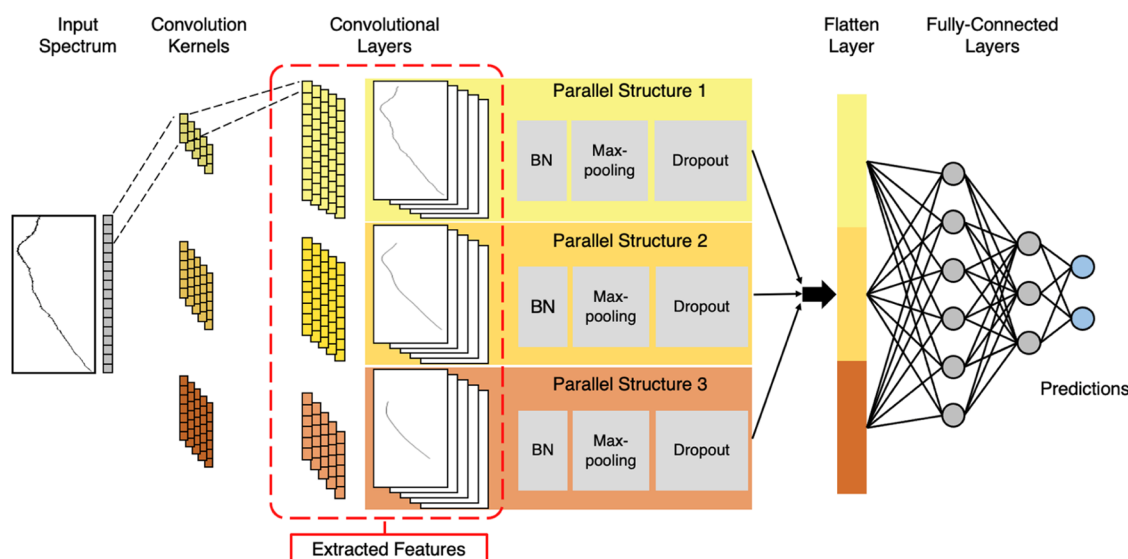 Input
Spectrum
Convolution
Kernels
Convolutional
Layers
Flatten
Layer
Fully-Connected
Layers
Parallel Structure 1
BN
Max-
pooling
Dropout
Parallel Structure 2
BN
Max-
pooling
Dropout
Parallel Structure 3
BN
Max-
pooling
Dropout
Predictions
Extracted Features